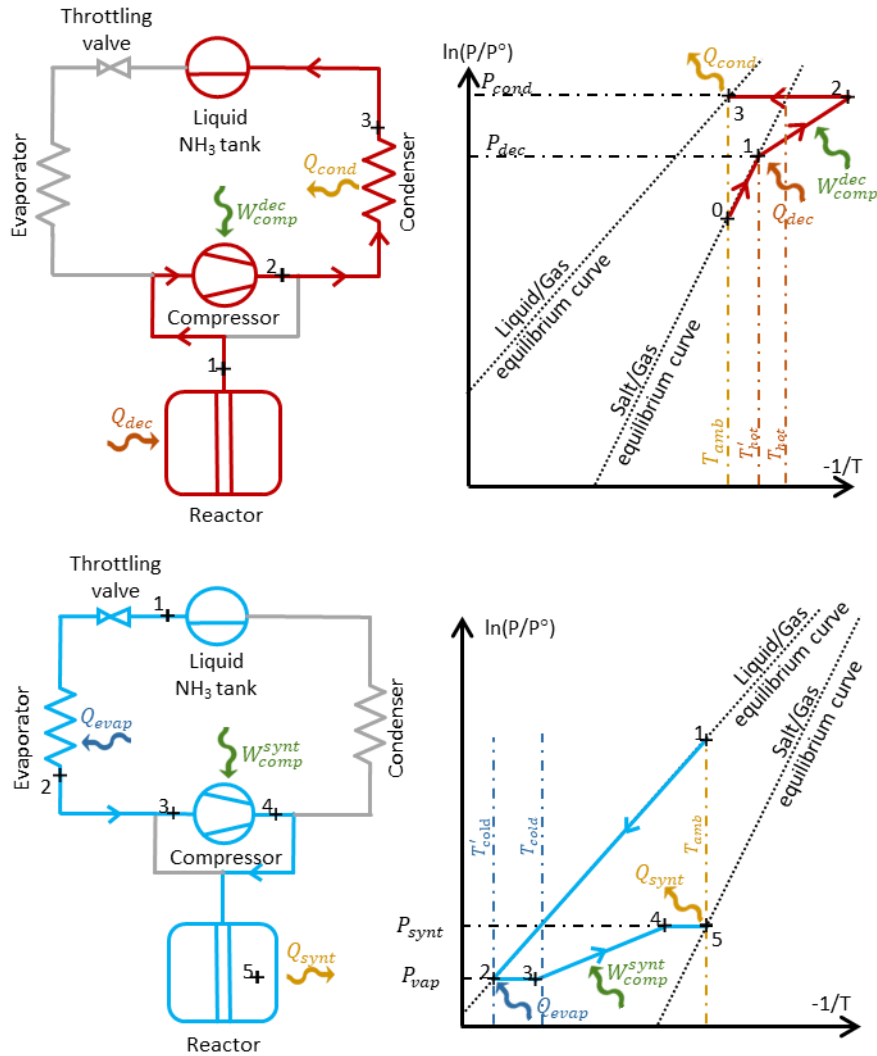 Throttling
valve
Liquid
NH₃ tank
Evaporator
3
Q_cond
Condenser
W_comp^dec
2
Compressor
1
Q_dec
Reactor
ln(P/P°)
Q_cond
P_cond
2
3
P_dec
1
W_comp^dec
0
Q_dec
Liquid/Gas
equilibrium curve
Salt/Gas
equilibrium curve
T_amb
T'_hot
T_hot
-1/T
Throttling
valve
1
Liquid
NH₃ tank
Evaporator
Q_evap
Condenser
W_comp^synt
2
3
4
Compressor
5
Q_synt
Reactor
ln(P/P°)
Liquid/Gas
equilibrium curve
Salt/Gas
equilibrium curve
1
T'_cold
T_cold
T_amb
Q_synt
P_synt
4
5
P_vap
2
3
W_comp^synt
Q_evap
-1/T